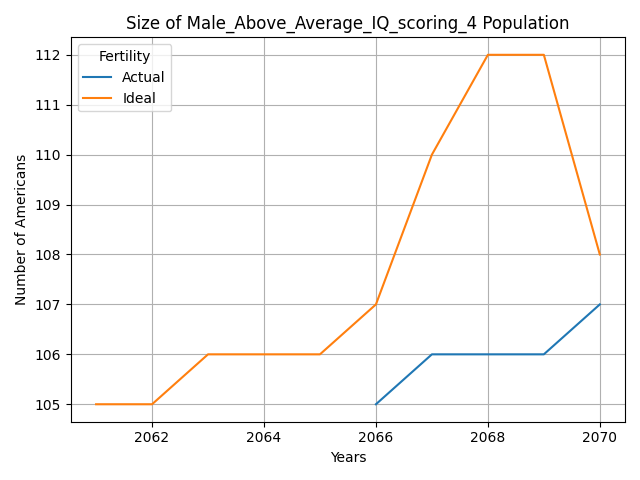 Size of Male_Above_Average_IQ_scoring_4 Population
Fertility
Actual
Ideal
Number of Americans
112
111
110
109
108
107
106
105
2062 2064 2066 2068 2070
Years